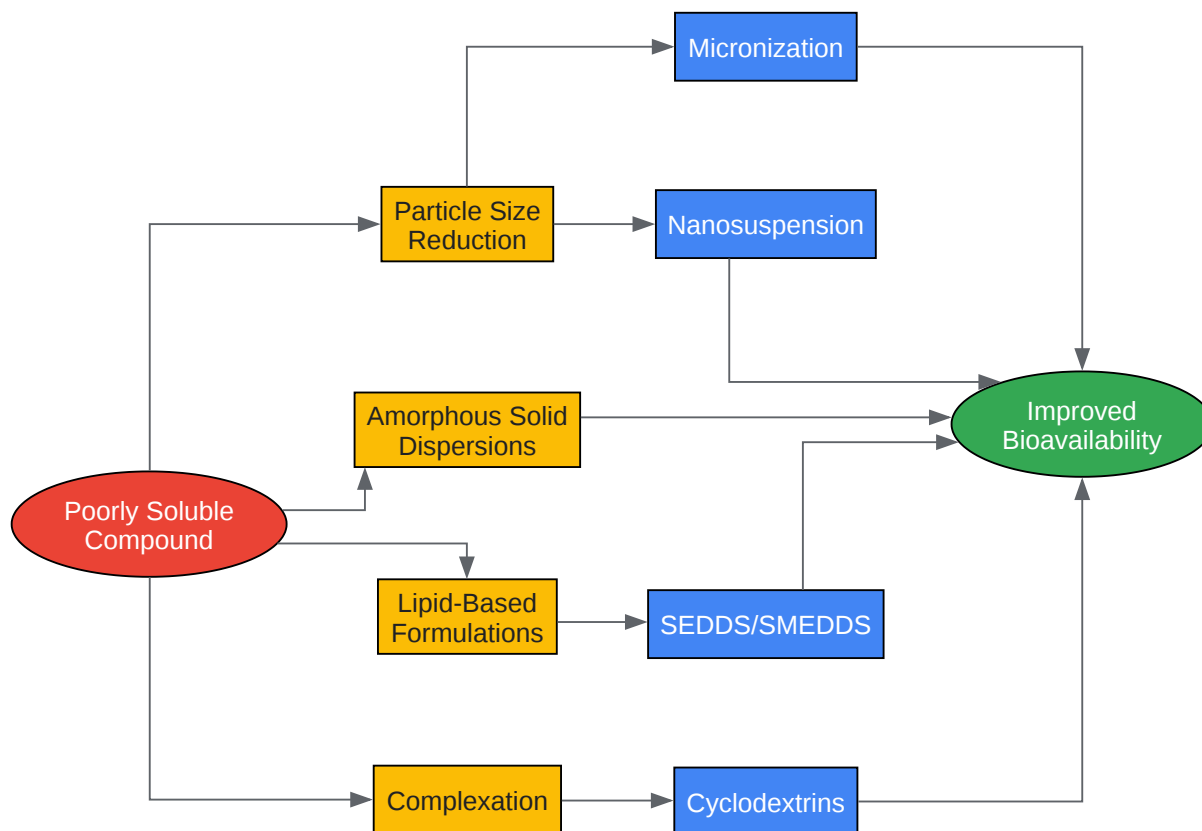 Micronization
Particle Size
Reduction
Nanosuspension
Amorphous Solid
Dispersions
Improved
Bioavailability
Poorly Soluble
Compound
Lipid-Based
Formulations
SEDDS/SMEDDS
Complexation
Cyclodextrins